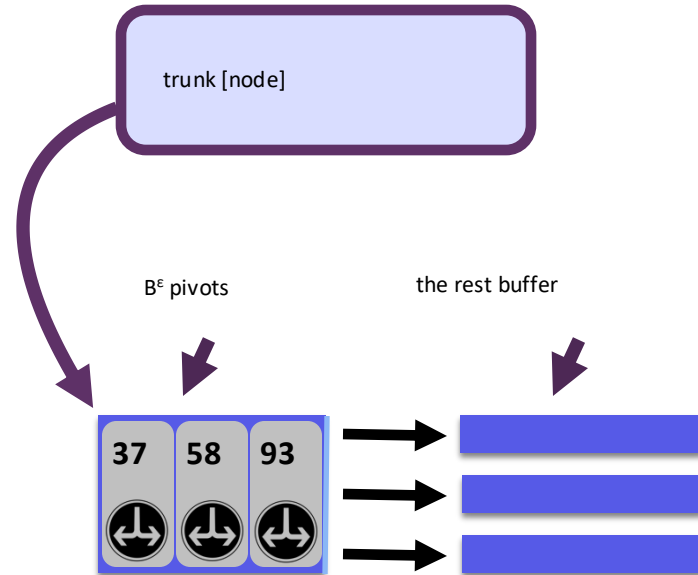 trunk [node]
Bᵋ pivots
the rest buffer
37 58 93